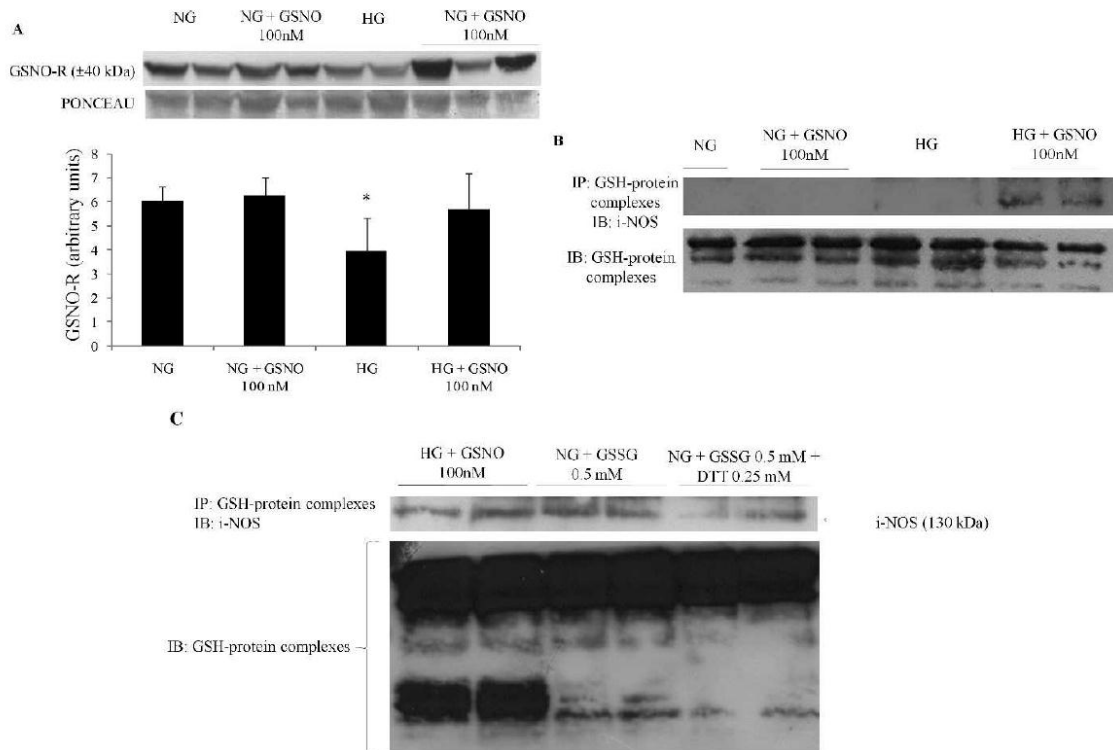 A
NG
NG + GSNO
100nM
HG
NG + GSNO
100nM
GSNO-R (±40 kDa)
PONCEAU
GSNO-R (arbitrary units)
8
7
6
5
4
3
2
1
0
*
NG
NG + GSNO
100 nM
HG
HG + GSNO
100 nM
B
NG
NG + GSNO
100nM
HG
HG + GSNO
100nM
IP: GSH-protein
complexes
IB: i-NOS
IB: GSH-protein
complexes
C
HG + GSNO
100nM
NG + GSSG
0.5 mM
NG + GSSG 0.5 mM +
DTT 0.25 mM
IP: GSH-protein complexes
IB: i-NOS
i-NOS (130 kDa)
IB: GSH-protein complexes